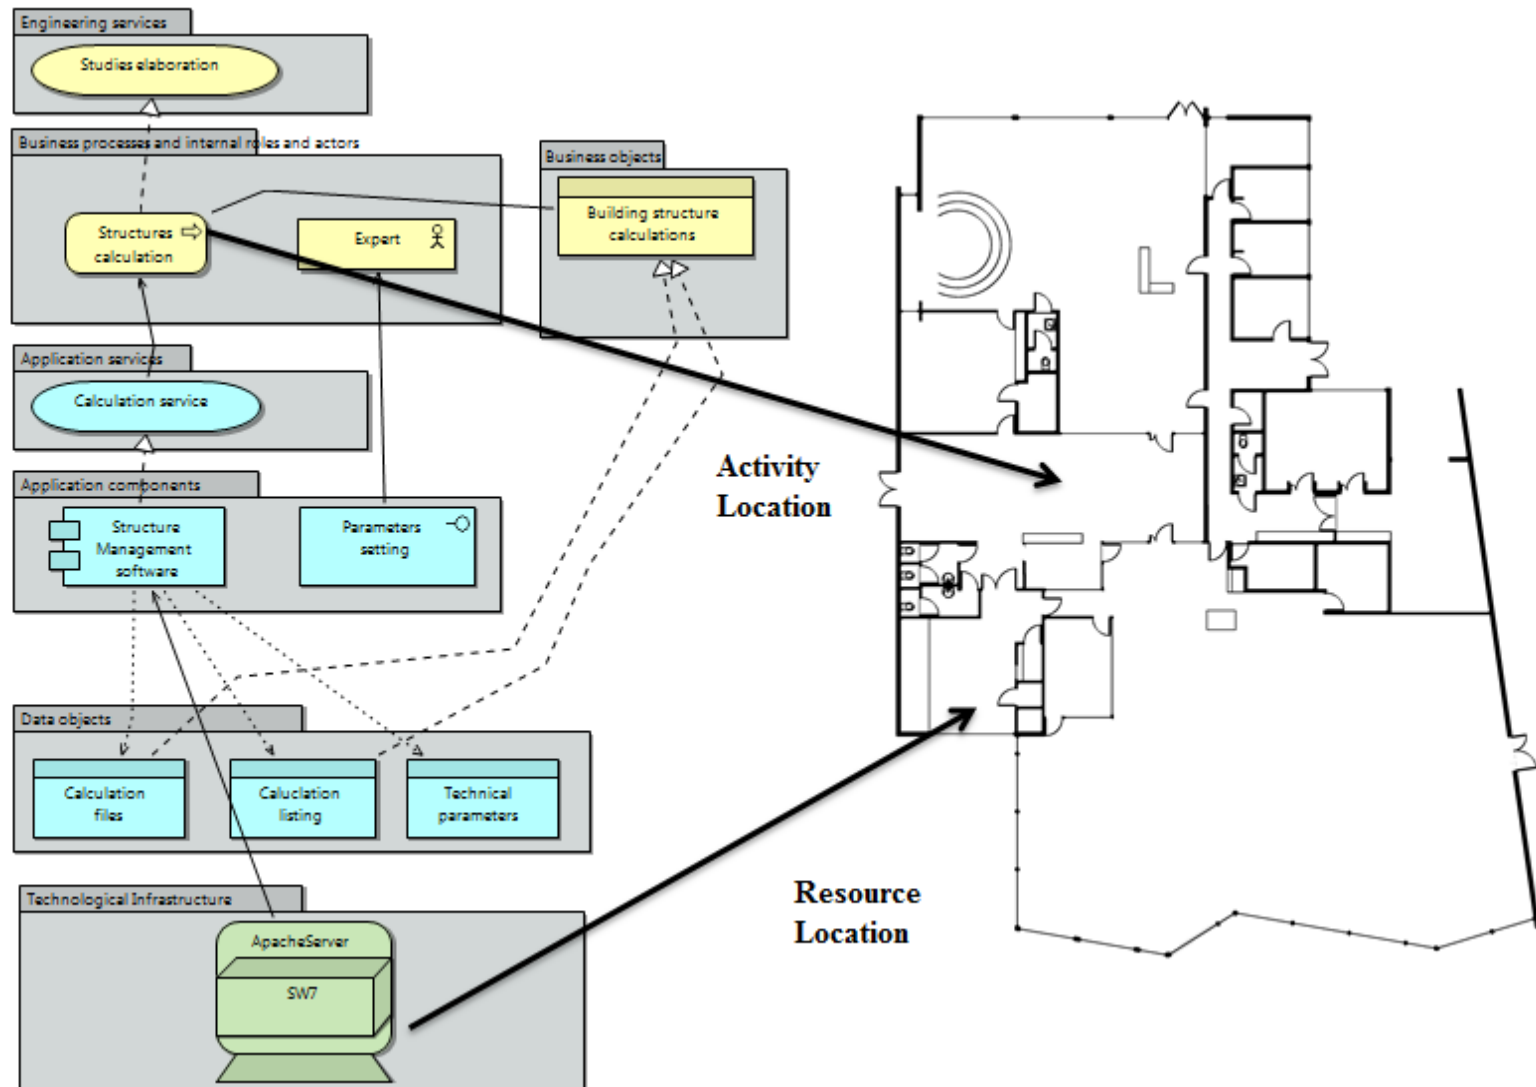 Engineering services
Studies elaboration
Business processes and internal roles and actors
Structures
calculation
Expert
Business objects
Building structure
calculations
Application services
Calculation service
Application components
Structure
Management
software
Parameters
setting
Data objects
Calculation
files
Caluclation
listing
Technical
parameters
Technological Infrastructure
ApacheServer
SW7
Activity
Location
Resource
Location